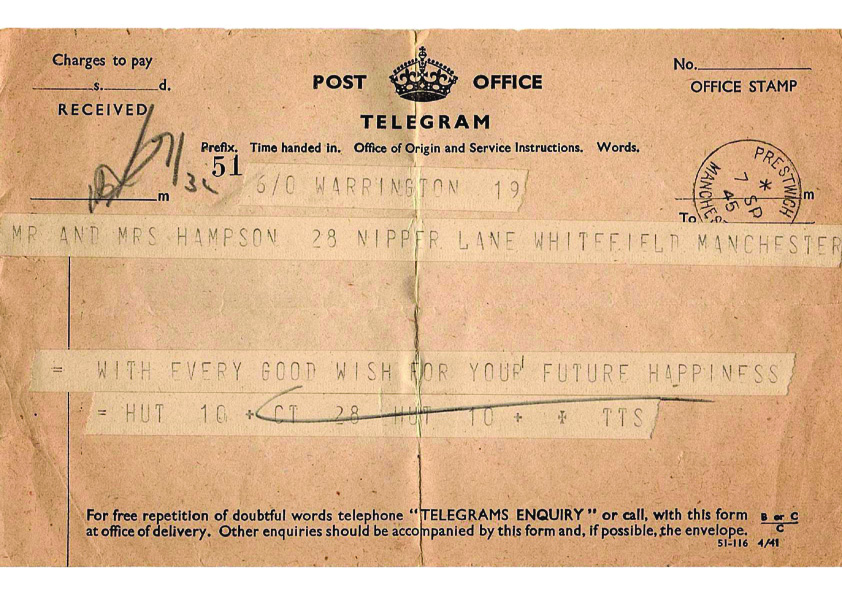 Charges to pay
s. d.
RECEIVED
POST OFFICE
TELEGRAM
No.
OFFICE STAMP
Prefix. Time handed in. Office of Origin and Service Instructions. Words.
51
6/0 WARRINGTON 19
m
PRESTWICH
7 SP
45
MANCHE
m
To
MR AND MRS HAMPSON 28 NIPPER LANE WHITEFIELD MANCHESTER
= WITH EVERY GOOD WISH FOR YOUR FUTURE HAPPINESS
= HUT 10 + CT 28 HUT 10 + + TTS
For free repetition of doubtful words telephone “TELEGRAMS ENQUIRY” or call, with this form
at office of delivery. Other enquiries should be accompanied by this form and, if possible, the envelope.
B or C
C
51-116 4/41